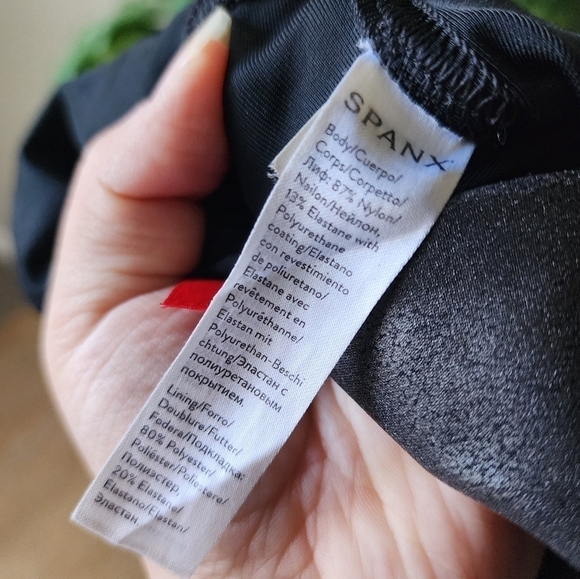 SPANX
Body/Cuerpo/
Corps/Corpetto/
Лиф: 87% Nylon/
Nailon/Нейлон,
13% Elastane with
Polyurethane
coating/Elastano
con revestimiento
de poliuretano/
Elastane avec
revêtement en
Polyuréthanne/
Elastan mit
Polyurethan-Beschi
chtung/Эластан с
полиуретановым
покрытием.
Lining/Forro/
Doublure/Futter/
Fodera/Подкладка:
80% Polyester/
Poliéster/Poliestere/
Полиэстер,
20% Elastane/
Elastano/Elastan/
Эластан